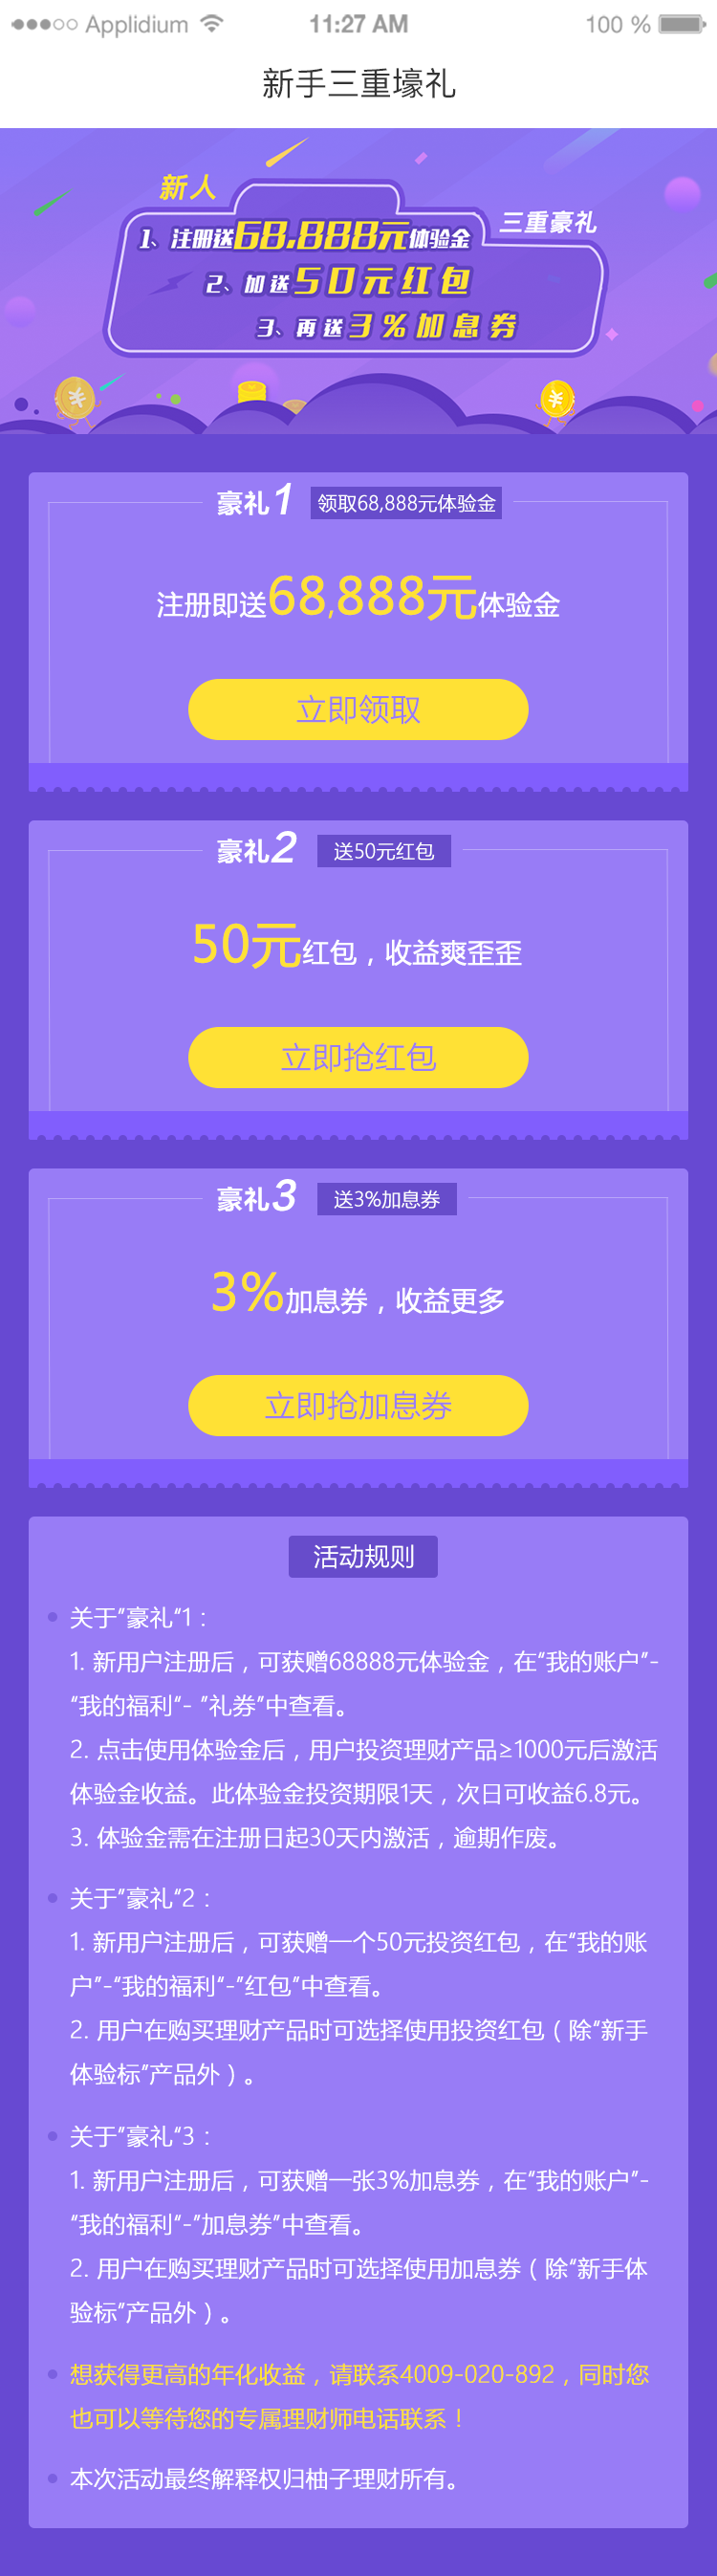 Applidium 11:27 AM 100 %
新手三重壕礼
新人
1、注册送68,888元体验金
三重豪礼
2、加送50元红包
3、再送3%加息券
豪礼1 领取68,888元体验金
注册即送68,888元体验金
立即领取
豪礼2 送50元红包
50元红包，收益爽歪歪
立即抢红包
豪礼3 送3%加息券
3%加息券，收益更多
立即抢加息券
活动规则
关于”豪礼“1：
1. 新用户注册后，可获赠68888元体验金，在“我的账户”-
“我的福利“- ”礼券”中查看。
2. 点击使用体验金后，用户投资理财产品≥1000元后激活
体验金收益。此体验金投资期限1天，次日可收益6.8元。
3. 体验金需在注册日起30天内激活，逾期作废。
关于”豪礼“2：
1. 新用户注册后，可获赠一个50元投资红包，在“我的账
户”-“我的福利“-”红包”中查看。
2. 用户在购买理财产品时可选择使用投资红包（除“新手
体验标”产品外）。
关于”豪礼“3：
1. 新用户注册后，可获赠一张3%加息券，在“我的账户”-
“我的福利“-”加息券”中查看。
2. 用户在购买理财产品时可选择使用加息券（除“新手体
验标”产品外）。
想获得更高的年化收益，请联系4009-020-892，同时您
也可以等待您的专属理财师电话联系！
本次活动最终解释权归柚子理财所有。